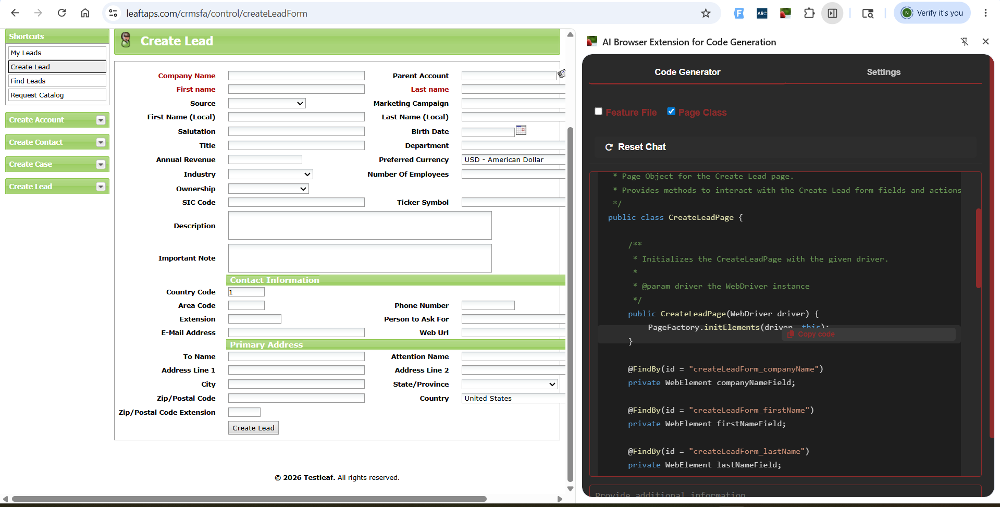 leaftaps.com/crmsfa/control/createLeadForm
ARC
N Verify it's you
Shortcuts
My Leads
Create Lead
Find Leads
Request Catalog
Create Account
Create Contact
Create Case
Create Lead
Create Lead
Company Name
Parent Account
First name
Last name
Source
Marketing Campaign
First Name (Local)
Last Name (Local)
Salutation
Birth Date
Title
Department
Annual Revenue
Preferred Currency USD - American Dollar
Industry
Number Of Employees
Ownership
SIC Code
Ticker Symbol
Description
Important Note
Contact Information
Country Code 1
Area Code
Phone Number
Extension
Person to Ask For
E-Mail Address
Web Url
Primary Address
To Name
Attention Name
Address Line 1
Address Line 2
City
State/Province
Zip/Postal Code
Country United States
Zip/Postal Code Extension
Create Lead
© 2026 Testleaf. All rights reserved.
AI Browser Extension for Code Generation
Code Generator
Settings
Feature File
Page Class
Reset Chat
* Page Object for the Create Lead page.
* Provides methods to interact with the Create Lead form fields and actions
*/
public class CreateLeadPage {
/**
* Initializes the CreateLeadPage with the given driver.
*
* @param driver the WebDriver instance
*/
public CreateLeadPage(WebDriver driver) {
PageFactory.initElements(driver, this);
Copy code
}
@FindBy(id = "createLeadForm_companyName")
private WebElement companyNameField;
@FindBy(id = "createLeadForm_firstName")
private WebElement firstNameField;
@FindBy(id = "createLeadForm_lastName")
private WebElement lastNameField;
Provide additional information